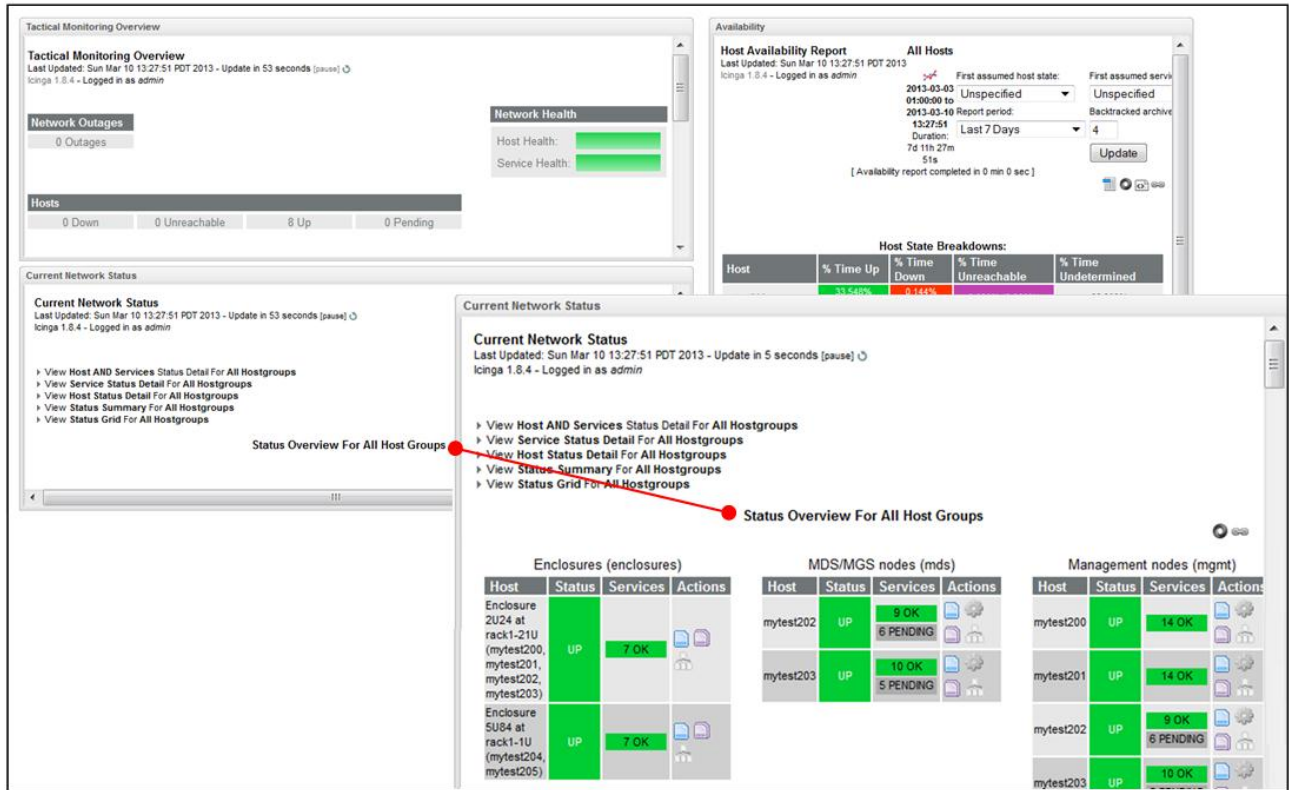 Tactical Monitoring Overview
Tactical Monitoring Overview
Last Updated: Sun Mar 10 13:27:51 PDT 2013 - Update in 53 seconds [pause]
Icinga 1.8.4 - Logged in as admin
Network Outages
0 Outages
Network Health
Host Health:
Service Health:
Hosts
0 Down 0 Unreachable 8 Up 0 Pending
Availability
Host Availability Report
Last Updated: Sun Mar 10 13:27:51 PDT 2013
Icinga 1.8.4 - Logged in as admin
All Hosts
2013-03-03
01:00:00 to
2013-03-10
13:27:51
Duration:
7d 11h 27m
51s
First assumed host state:
Unspecified
Report period:
Last 7 Days
First assumed servi
Unspecified
Backtracked archive
4
Update
[ Availability report completed in 0 min 0 sec ]
Host State Breakdowns:
Host % Time Up % Time Down % Time Unreachable % Time Undetermined
33.548% 0.144%
Current Network Status
Current Network Status
Last Updated: Sun Mar 10 13:27:51 PDT 2013 - Update in 53 seconds [pause]
Icinga 1.8.4 - Logged in as admin
View Host AND Services Status Detail For All Hostgroups
View Service Status Detail For All Hostgroups
View Host Status Detail For All Hostgroups
View Status Summary For All Hostgroups
View Status Grid For All Hostgroups
Status Overview For All Host Groups
Current Network Status
Current Network Status
Last Updated: Sun Mar 10 13:27:51 PDT 2013 - Update in 5 seconds [pause]
Icinga 1.8.4 - Logged in as admin
View Host AND Services Status Detail For All Hostgroups
View Service Status Detail For All Hostgroups
View Host Status Detail For All Hostgroups
View Status Summary For All Hostgroups
View Status Grid For All Hostgroups
Status Overview For All Host Groups
Enclosures (enclosures)
Host Status Services Actions
Enclosure
2U24 at
rack1-21U
(mytest200,
mytest201,
mytest202,
mytest203)
UP 7 OK
Enclosure
5U84 at
rack1-1U
(mytest204,
mytest205)
UP 7 OK
MDS/MGS nodes (mds)
Host Status Services Actions
mytest202 UP 9 OK
6 PENDING
mytest203 UP 10 OK
5 PENDING
Management nodes (mgmt)
Host Status Services Actions
mytest200 UP 14 OK
mytest201 UP 14 OK
mytest202 UP 9 OK
6 PENDING
mytest203 UP 10 OK